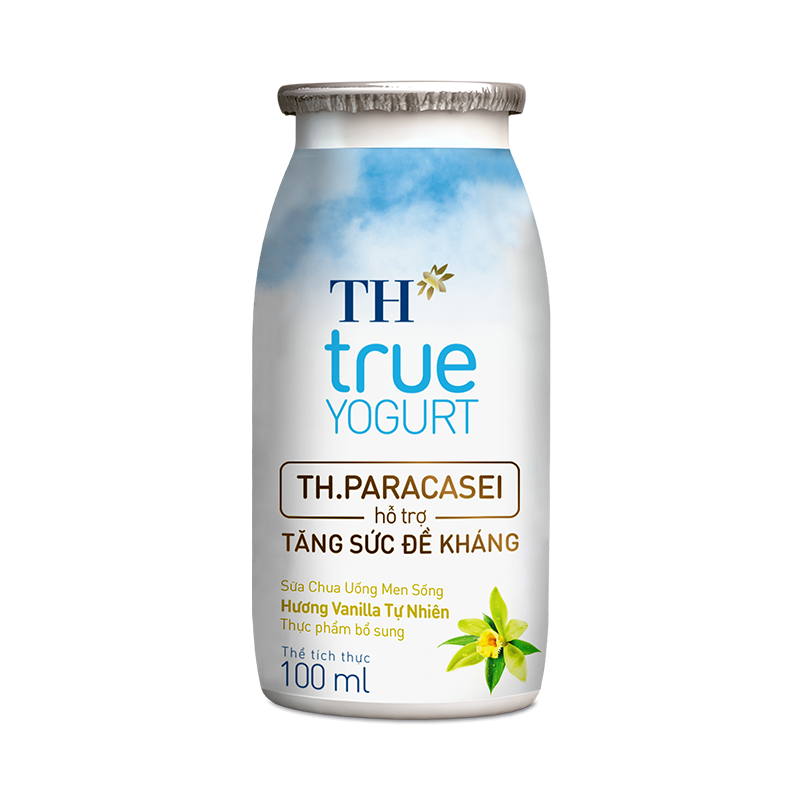 TH
true
YOGURT
TH.PARACASEI
hỗ trợ
TĂNG SỨC ĐỀ KHÁNG
Sữa Chua Uống Men Sống
Hương Vanilla Tự Nhiên
Thực phẩm bổ sung
Thể tích thực
100 ml